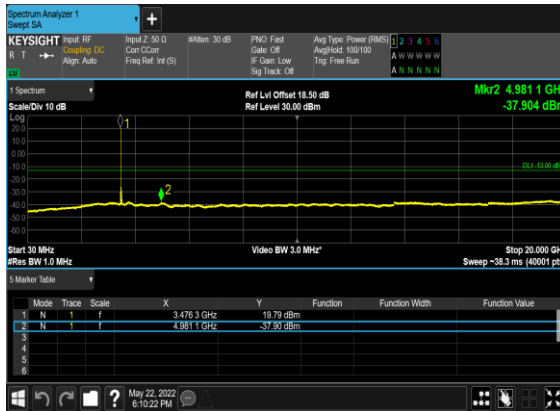 Spectrum Analyzer 1
Swept SA
KEYSIGHT Input: RF Input Z: 50 Ω #Atten: 30 dB PNO: Fast Avg Type: Power (RMS) 1 2 3 4 5 6
R T Coupling: DC Corr CCorr Gate: Off Avg|Hold: 100/100 A W W W W W
Align: Auto Freq Ref: Int (S) IF Gain: Low Trig: Free Run
LXI Sig Track: Off A N N N N N
1 Spectrum
Ref Lvl Offset 18.50 dB Mkr2 4.981 1 GH
Scale/Div 10 dB Ref Level 30.00 dBm -37.904 dB
Log
20.0
10.0
0.00
-10.0
DL1 -13.00 dB
-20.0
-30.0
-40.0
-50.0
-60.0
1
2
Start 30 MHz Video BW 3.0 MHz* Stop 20.000 GH
#Res BW 1.0 MHz Sweep ~38.3 ms (40001 pt
5 Marker Table
Mode Trace Scale X Y Function Function Width Function Value
1 N 1 f 3.476 3 GHz 19.79 dBm
2 N 1 f 4.981 1 GHz -37.90 dBm
3
4
5
6
? May 22, 2022
6:10:22 PM